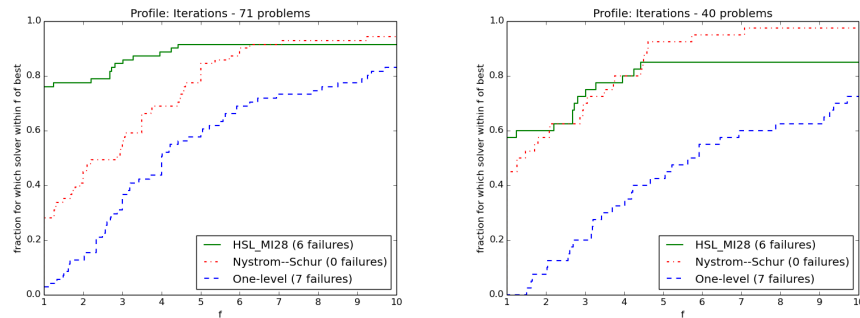 Profile: Iterations - 71 problems
1.0
0.8
0.6
0.4
0.2
0.0
fraction for which solver within f of best
HSL_MI28 (6 failures)
Nystrom--Schur (0 failures)
One-level (7 failures)
1 2 3 4 5 6 7 8 9 10
f
Profile: Iterations - 40 problems
1.0
0.8
0.6
0.4
0.2
0.0
fraction for which solver within f of best
HSL_MI28 (6 failures)
Nystrom--Schur (0 failures)
One-level (7 failures)
1 2 3 4 5 6 7 8 9 10
f